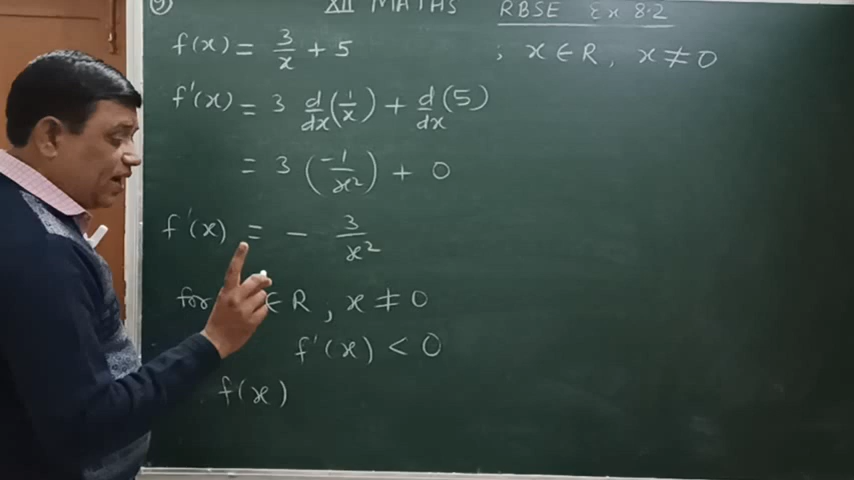 9) XII MATHS RBSE Ex 8.2
f(x) = 3/x + 5 ; x ∈ R, x ≠ 0
f'(x) = 3 d/dx (1/x) + d/dx (5)
= 3 (-1/x²) + 0
f'(x) = - 3/x²
for ∈ R, x ≠ 0
f'(x) < 0
f(x)